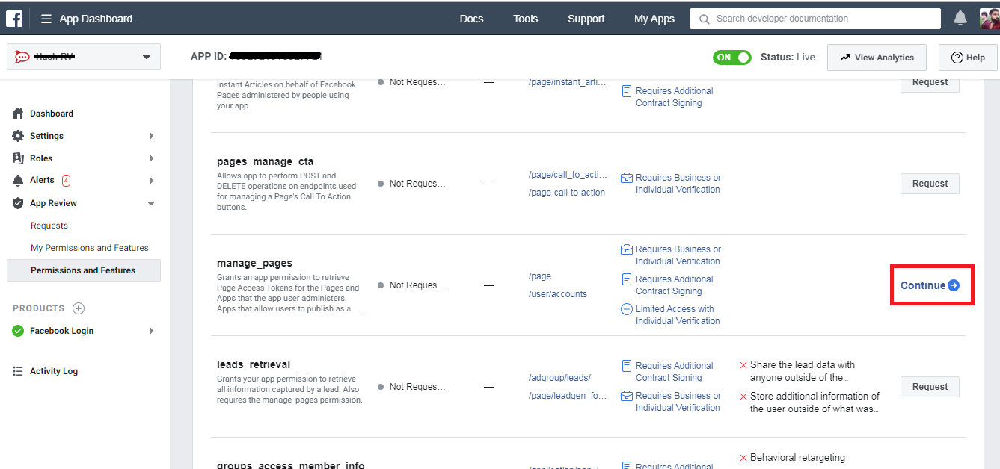 App Dashboard
Docs
Tools
Support
My Apps
Search developer documentation
APP ID:
ON
Status: Live
View Analytics
Help
Dashboard
Settings
Roles
Alerts 4
App Review
Requests
My Permissions and Features
Permissions and Features
PRODUCTS
Facebook Login
Activity Log
Instant Articles on behalf of Facebook
Pages administered by people using
your app.
Not Reques...
—
/page/instant_arti...
Requires Additional
Contract Signing
Request
pages_manage_cta
Allows app to perform POST and
DELETE operations on endpoints used
for managing a Page's Call To Action
buttons.
Not Reques...
—
/page/call_to_acti...
/page-call-to-action
Requires Business or
Individual Verification
Request
manage_pages
Grants an app permission to retrieve
Page Access Tokens for the Pages and
Apps that the app user administers.
Apps that allow users to publish as a ...
Not Reques...
—
/page
/user/accounts
Requires Business or
Individual Verification
Requires Additional
Contract Signing
Limited Access with
Individual Verification
Continue
leads_retrieval
Grants your app permission to retrieve
all information captured by a lead. Also
requires the manage_pages permission.
Not Reques...
—
/adgroup/leads/
/page/leadgen_fo...
Requires Additional
Contract Signing
Requires Business or
Individual Verification
Share the lead data with
anyone outside of the...
Store additional information of
the user outside of what was...
Request
groups_access_member_info
Requires Additional
Behavioral retargeting